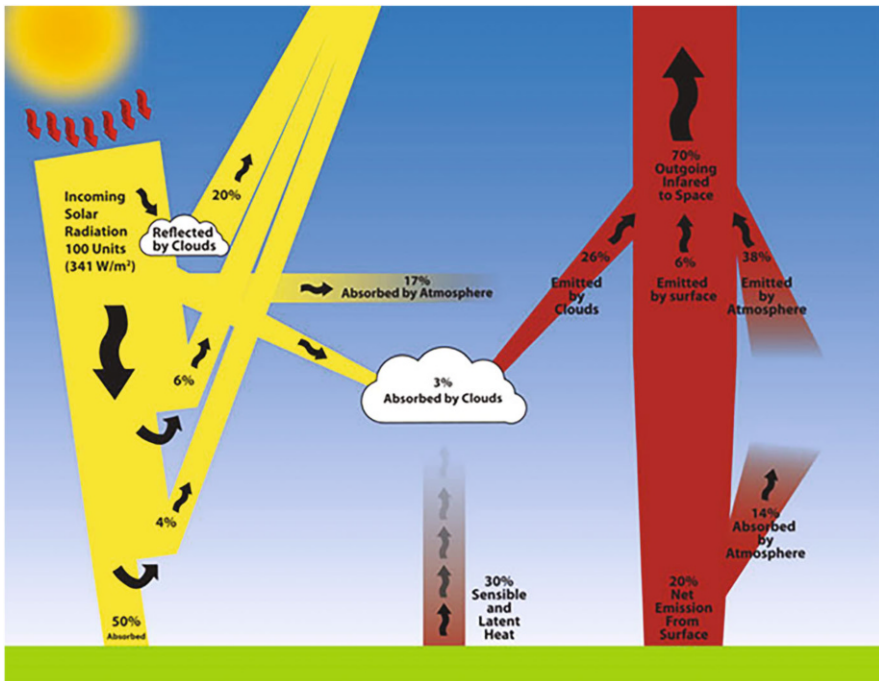 Incoming
Solar
Radiation
100 Units
(341 W/m²)
Reflected
by Clouds
20%
17%
Absorbed by Atmosphere
6%
4%
50%
Absorbed
3%
Absorbed by Clouds
30%
Sensible
and
Latent
Heat
70%
Outgoing
Infared
to Space
26%
Emitted
by
Clouds
6%
Emitted
by surface
38%
Emitted
by
Atmosphere
14%
Absorbed
by
Atmosphere
20%
Net
Emission
From
Surface